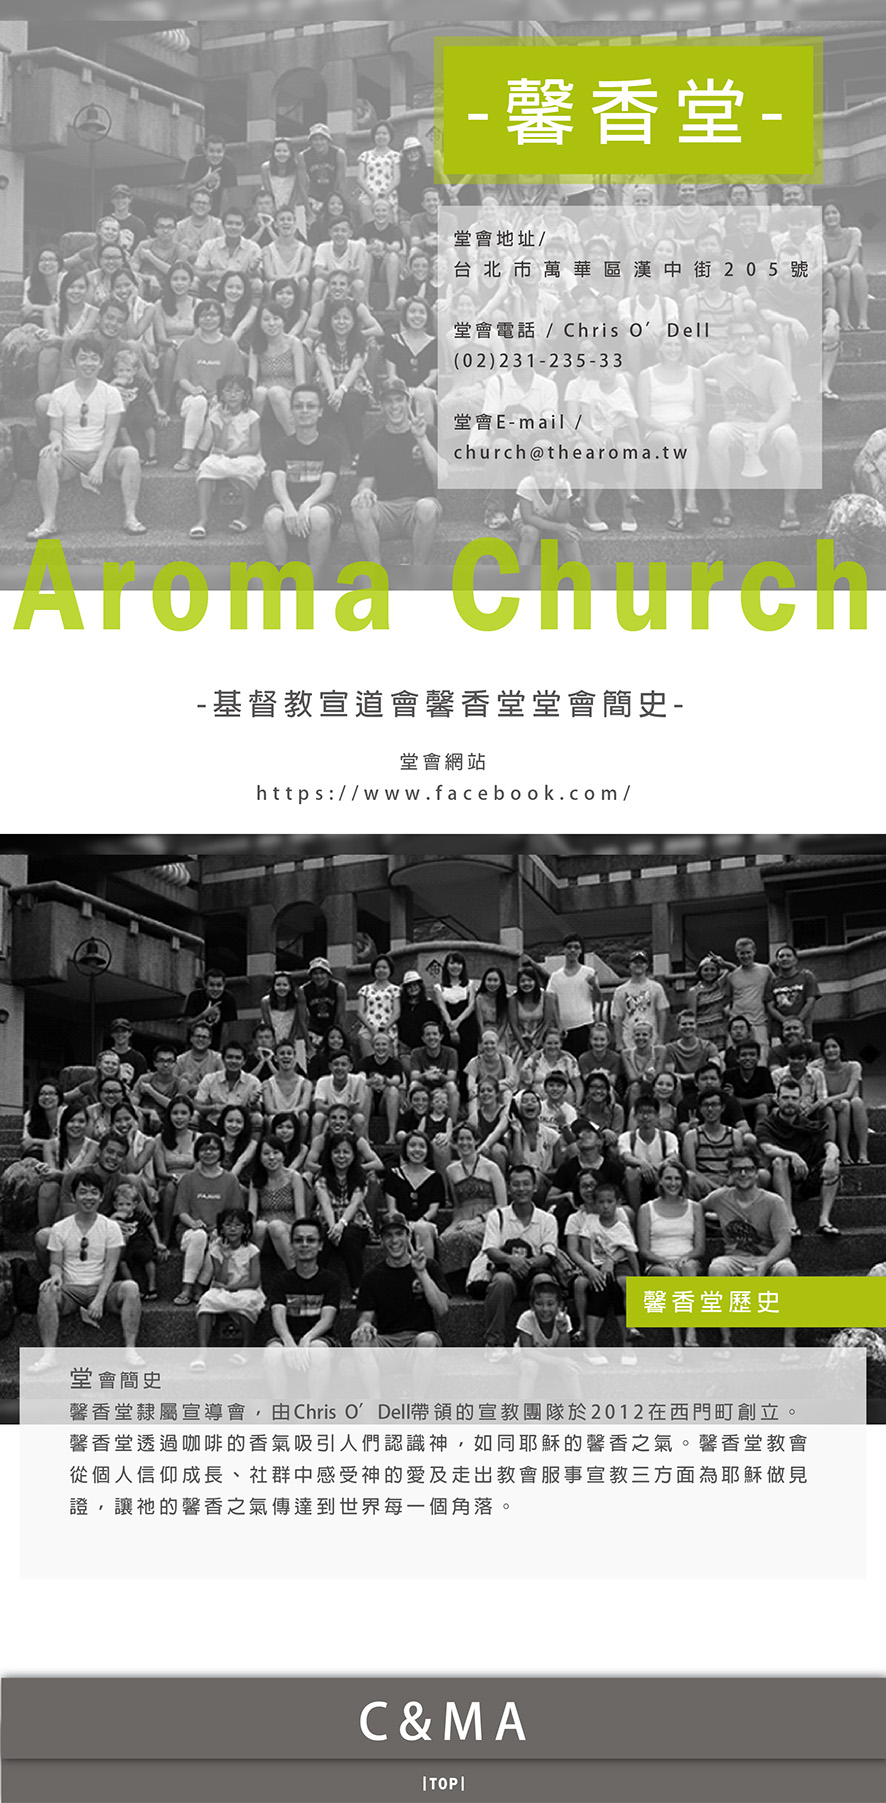 -馨香堂-
堂會地址/
台北市萬華區漢中街205號
堂會電話 / Chris O’Dell
(02)231-235-33
堂會E-mail /
church@thearoma.tw
Aroma Church
-基督教宣道會馨香堂堂會簡史-
堂會網站
https://www.facebook.com/
馨香堂歷史
堂會簡史
馨香堂隸屬宣導會，由Chris O’Dell帶領的宣教團隊於2012在西門町創立。
馨香堂透過咖啡的香氣吸引人們認識神，如同耶穌的馨香之氣。馨香堂教會
從個人信仰成長、社群中感受神的愛及走出教會服事宣教三方面為耶穌做見
證，讓祂的馨香之氣傳達到世界每一個角落。
C&MA
|TOP|